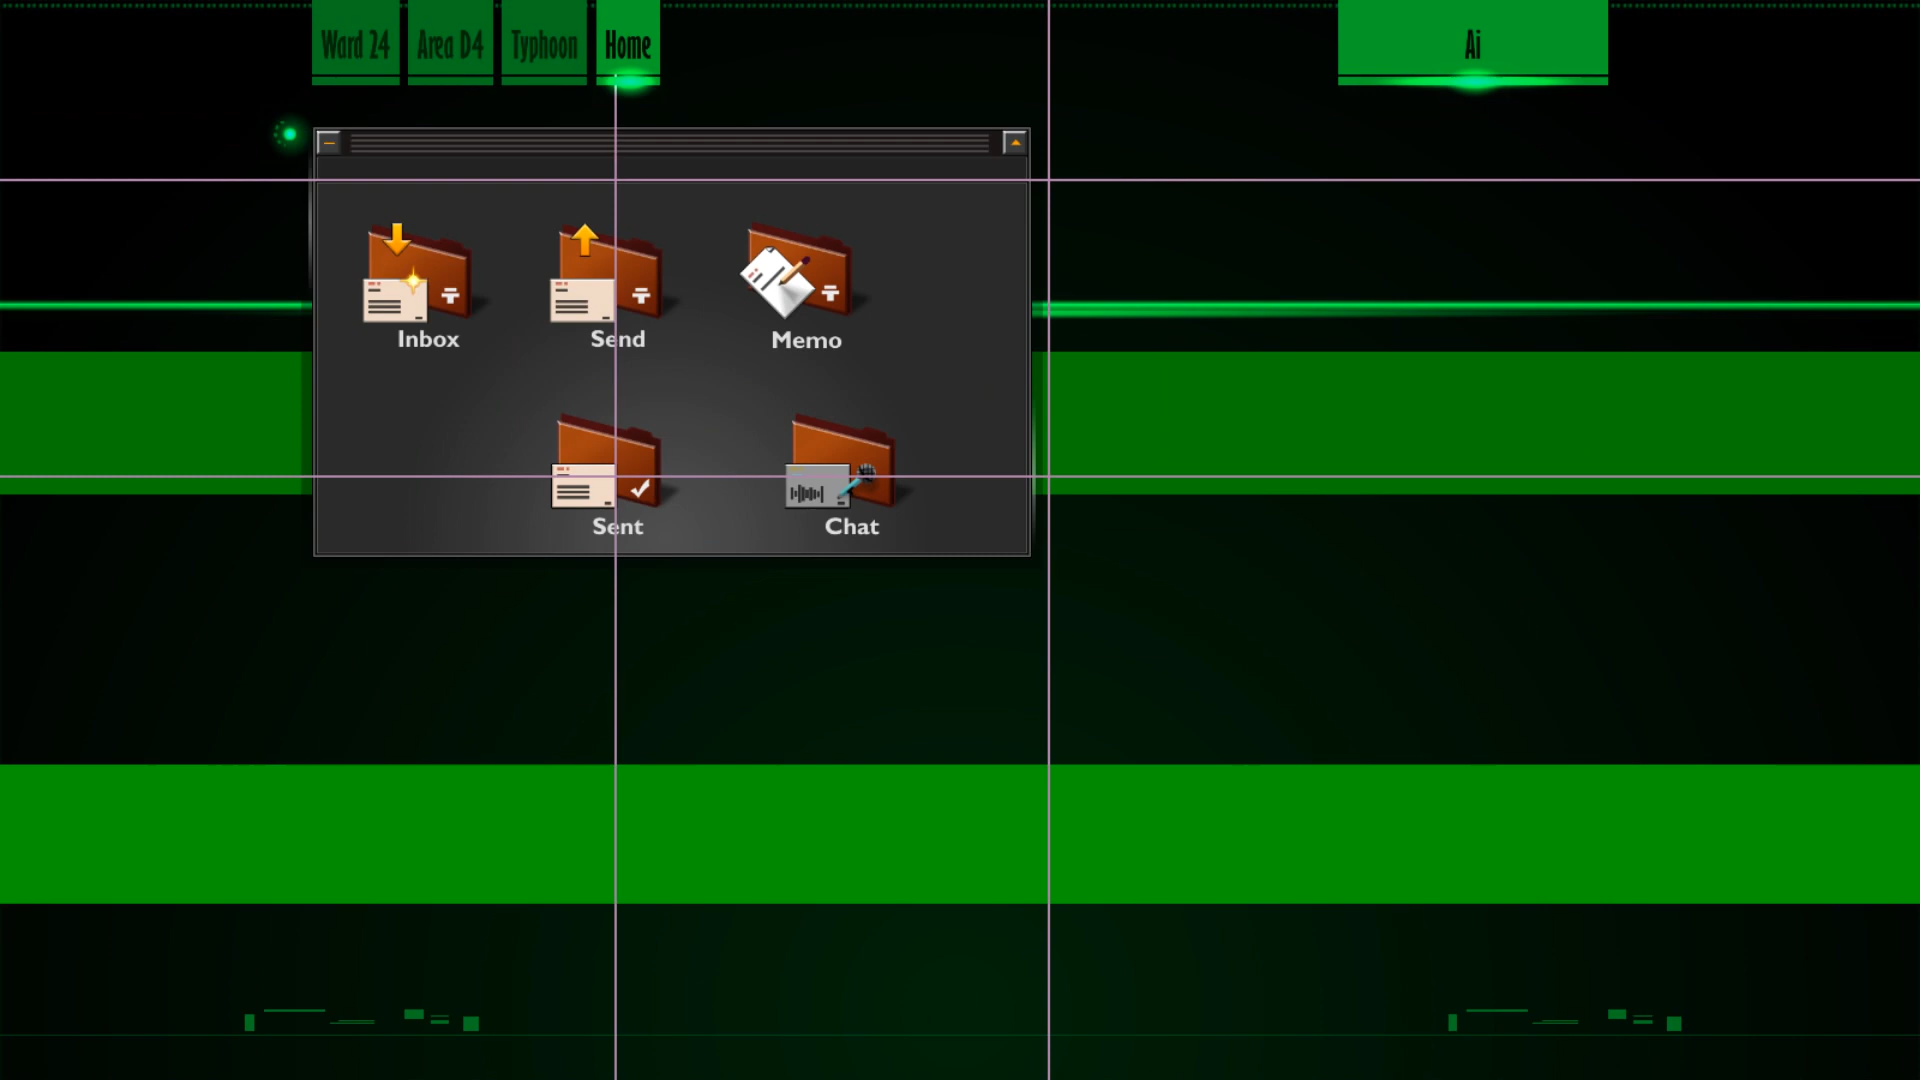 Ward 24
Area D4
Typhoon
Home
Ai
Inbox
Send
Memo
Sent
Chat